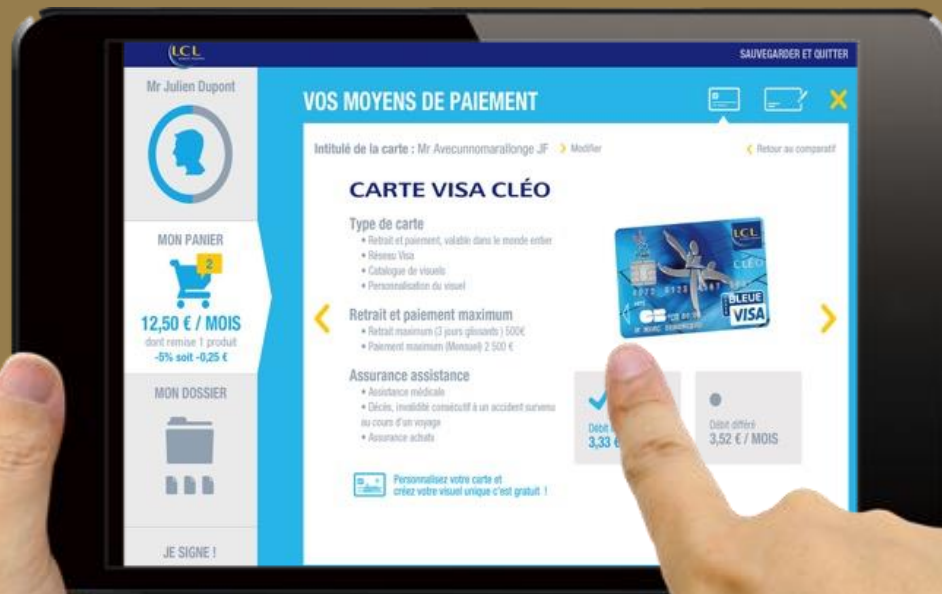 LCL
SAUVEGARDER ET QUITTER
Mr Julien Dupont
MON PANIER
2
12,50 € / MOIS
dont remise 1 produit
-5% soit -0,25 €
MON DOSSIER
JE SIGNE !
VOS MOYENS DE PAIEMENT
Intitulé de la carte : Mr Avecunnomarallonge JF > Modifier
< Retour au comparatif
CARTE VISA CLÉO
Type de carte
• Retrait et paiement, valable dans le monde entier
• Réseau Visa
• Catalogue de visuels
• Personnalisation du visuel
Retrait et paiement maximum
• Retrait maximum (3 jours glissants ) 500€
• Paiement maximum (Mensuel) 2 500 €
Assurance assistance
• Assistance médicale
• Décès, invalidité consécutif à un accident survenu
au cours d'un voyage
• Assurance achats
Personnalisez votre carte et
créez votre visuel unique c'est gratuit !
LCL
CLÉO
BLEUE
VISA
Débit
3,33 €
Débit différé
3,52 € / MOIS